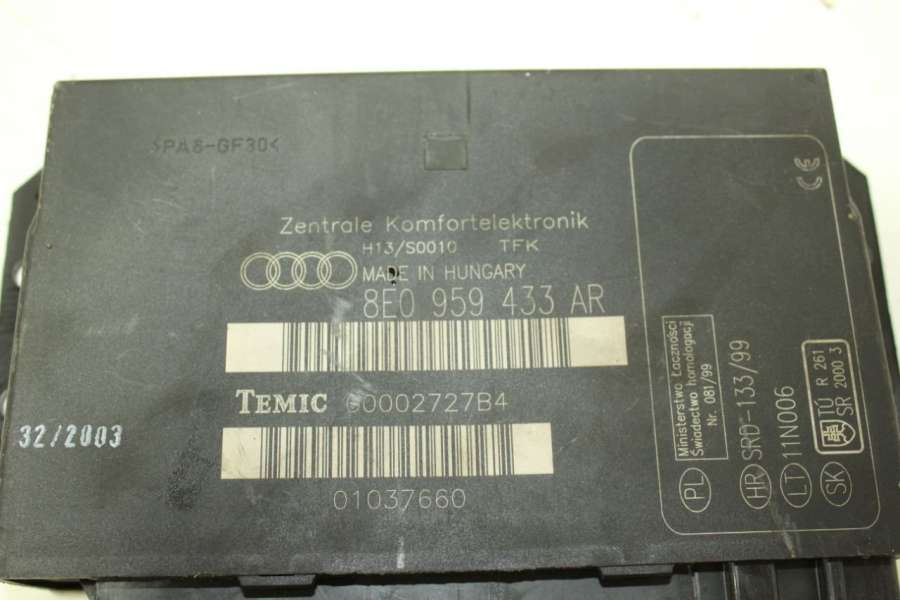 >PA6-GF30<
Zentrale Komfortelektronik
H13/S0010 TFK
MADE IN HUNGARY
8E0 959 433 AR
TEMIC 00002727B4
01037660
32/2003
CE
Ministerstwo Łączności
Świadectwo homologacji
Nr. 081/99
PL
HR SRD-133/99
LT 11N006
TÚ R 261
SR 2000 3
SK